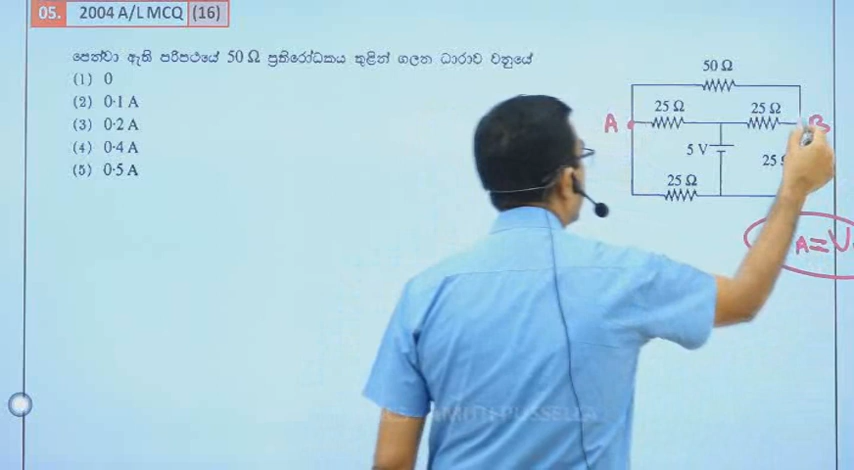 05. 2004 A/L MCQ (16)
පෙන්වා ඇති පරිපථයේ 50 Ω ප්‍රතිරෝධකය තුළින් ගලන ධාරාව වනුයේ
(1) 0
(2) 0·1 A
(3) 0·2 A
(4) 0·4 A
(5) 0·5 A
50 Ω
25 Ω 25 Ω
A B
5 V 25
25 Ω
A = V